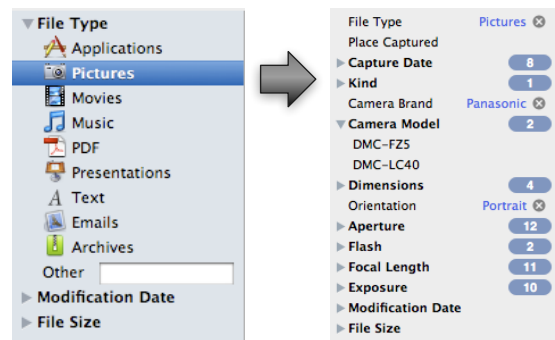 File Type
Applications
Pictures
Movies
Music
PDF
Presentations
Text
Emails
Archives
Other
Modification Date
File Size
File Type Pictures
Place Captured
Capture Date 8
Kind 1
Camera Brand Panasonic
Camera Model 2
DMC-FZ5
DMC-LC40
Dimensions 4
Orientation Portrait
Aperture 12
Flash 2
Focal Length 11
Exposure 10
Modification Date
File Size